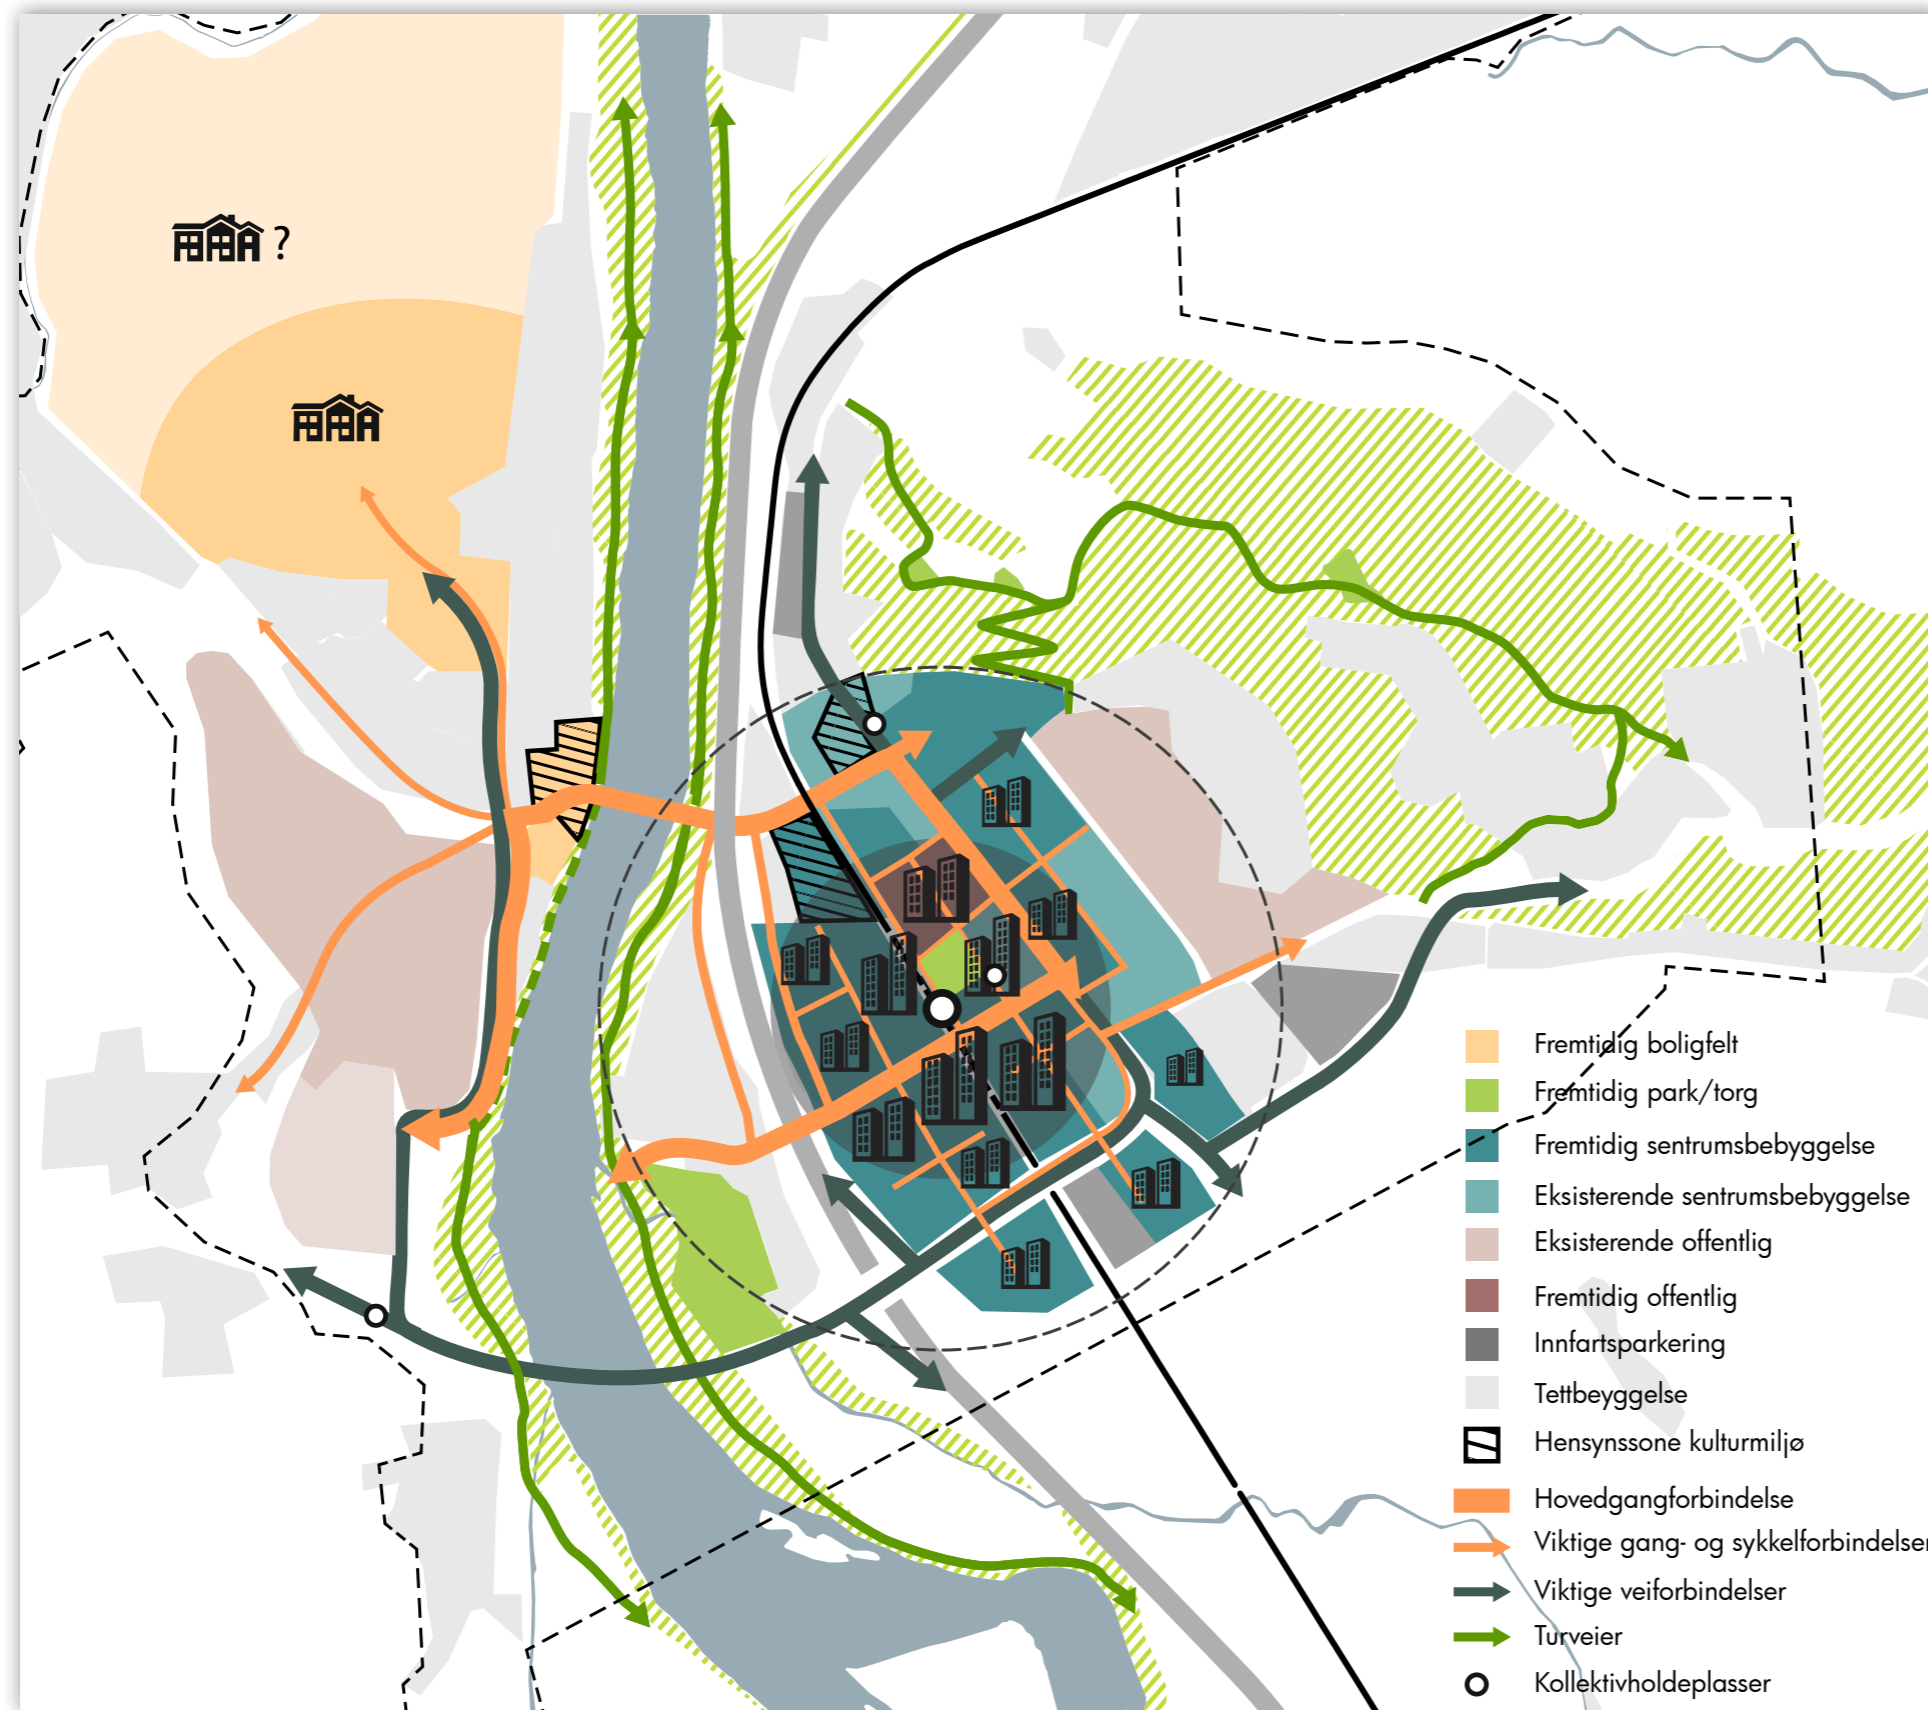 ?
Fremtidig boligfelt
Fremtidig park/torg
Fremtidig sentrumsbebyggelse
Eksisterende sentrumsbebyggelse
Eksisterende offentlig
Fremtidig offentlig
Innfartsparkering
Tettbeyggelse
Hensynssone kulturmiljø
Hovedgangforbindelse
Viktige gang- og sykkelforbindelser
Viktige veiforbindelser
Turveier
Kollektivholdeplasser